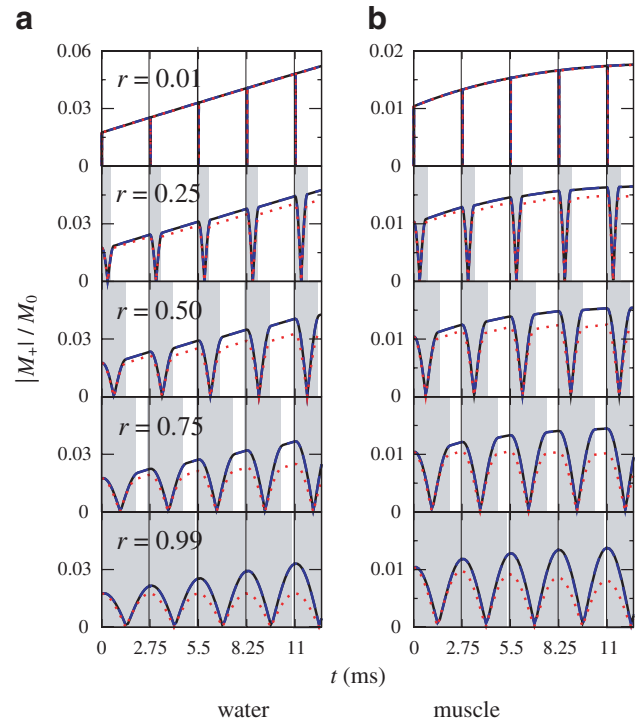 a
b
0.06
0.03
0
r = 0.01
0.02
0.01
0
0.03
0
r = 0.25
0.01
0
0.03
0
r = 0.50
0.01
0
0.03
0
r = 0.75
0.01
0
0.03
0
r = 0.99
0.01
0
|M₊| / M₀
0 2.75 5.5 8.25 11
0 2.75 5.5 8.25 11
t (ms)
water
muscle